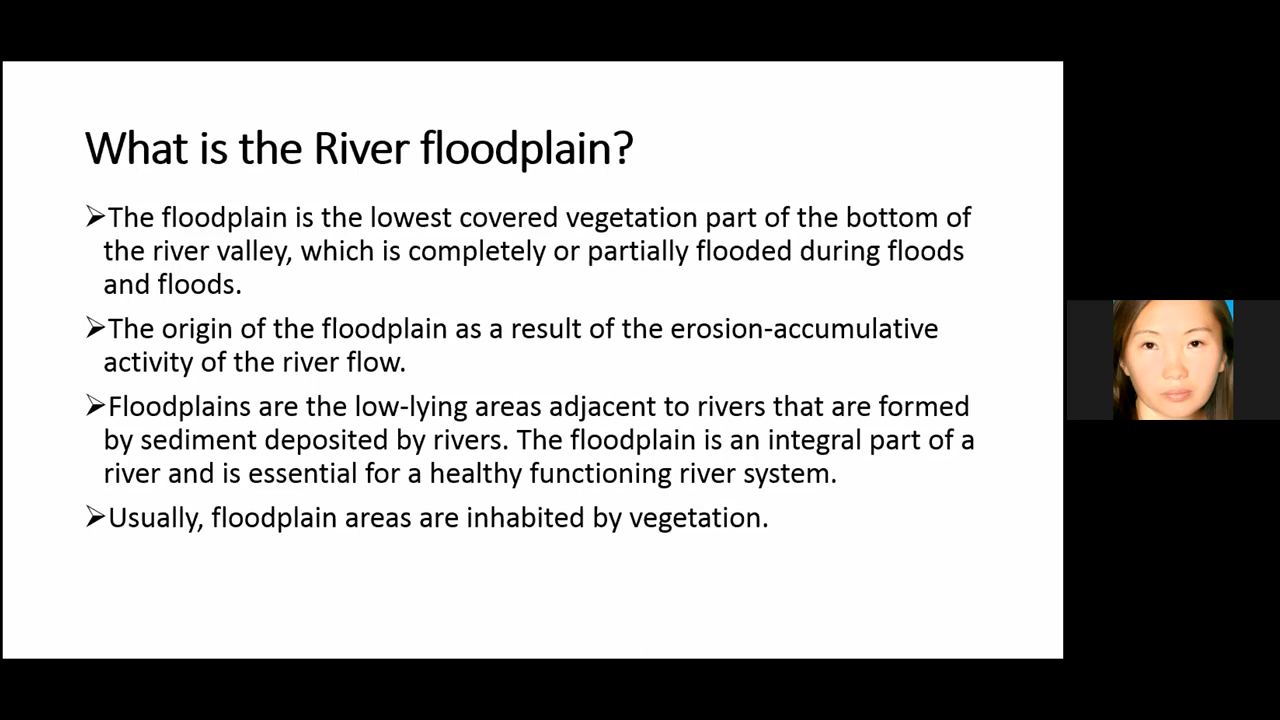 What is the River floodplain?
➢The floodplain is the lowest covered vegetation part of the bottom of
the river valley, which is completely or partially flooded during floods
and floods.
➢The origin of the floodplain as a result of the erosion-accumulative
activity of the river flow.
➢Floodplains are the low-lying areas adjacent to rivers that are formed
by sediment deposited by rivers. The floodplain is an integral part of a
river and is essential for a healthy functioning river system.
➢Usually, floodplain areas are inhabited by vegetation.